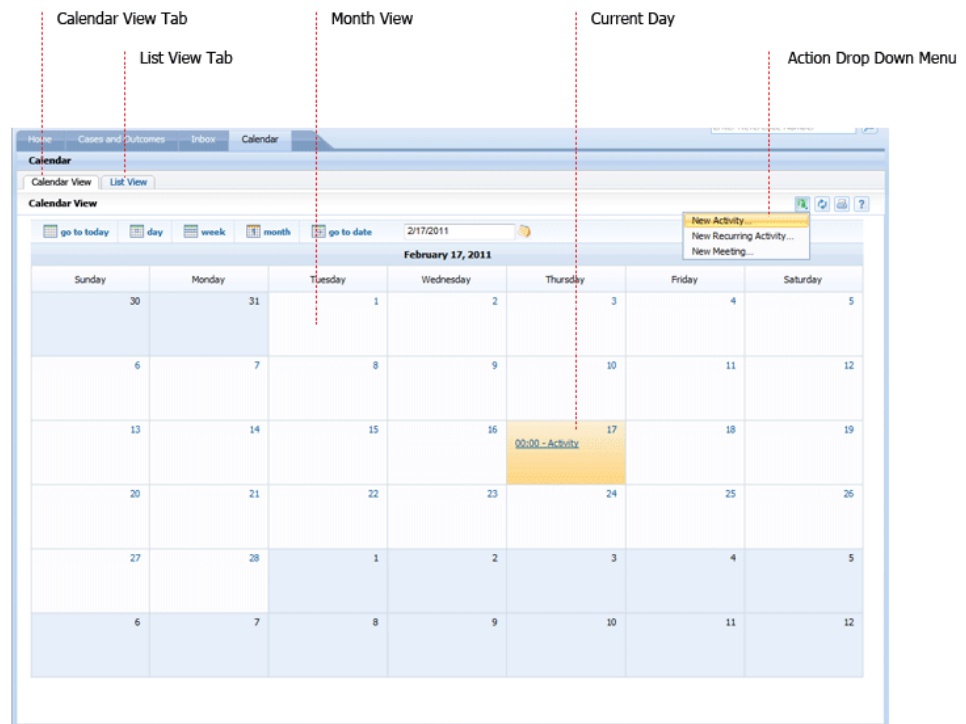 Calendar View Tab Month View Current Day
List View Tab Action Drop Down Menu
Home Cases and Outcomes Inbox Calendar
Calendar
Calendar View List View
Calendar View
New Activity...
go to today day week month go to date 2/17/2011
New Recurring Activity...
February 17, 2011
New Meeting...
Sunday Monday Tuesday Wednesday Thursday Friday Saturday
30 31 1 2 3 4 5
6 7 8 9 10 11 12
13 14 15 16 17 18 19
00:00 - Activity
20 21 22 23 24 25 26
27 28 1 2 3 4 5
6 7 8 9 10 11 12